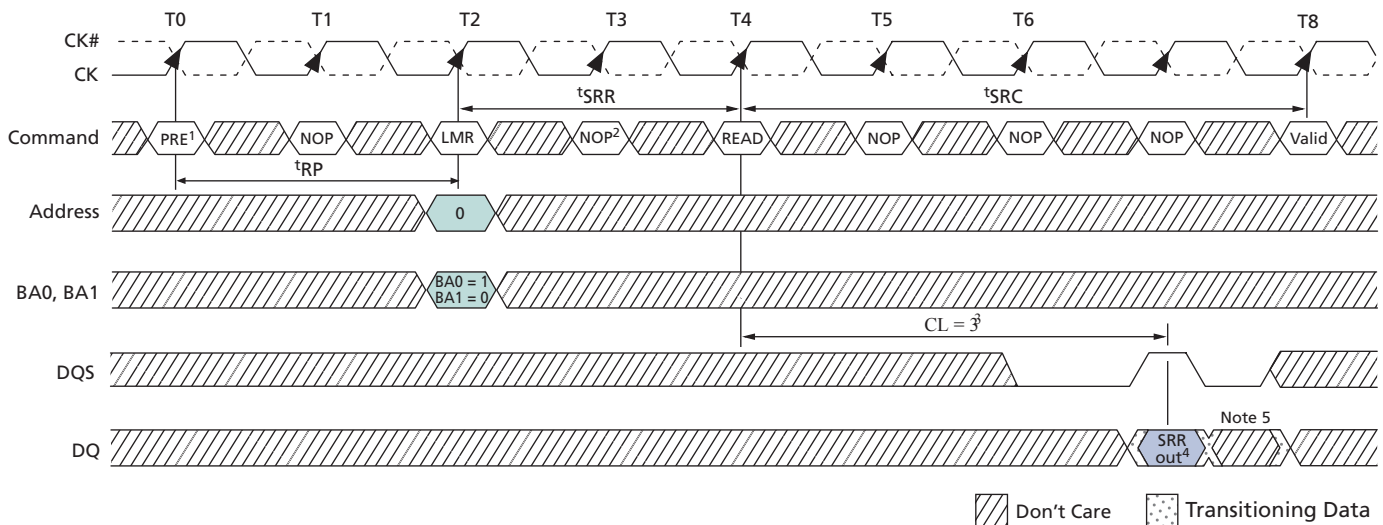 T0 T1 T2 T3 T4 T5 T6 T8
CK#
CK
tSRR tSRC
Command PRE1 NOP LMR NOP2 READ NOP NOP NOP Valid
tRP
Address 0
BA0, BA1 BA0 = 1
BA1 = 0
CL = 33
DQS
Note 5
DQ SRR
out4
Don't Care Transitioning Data